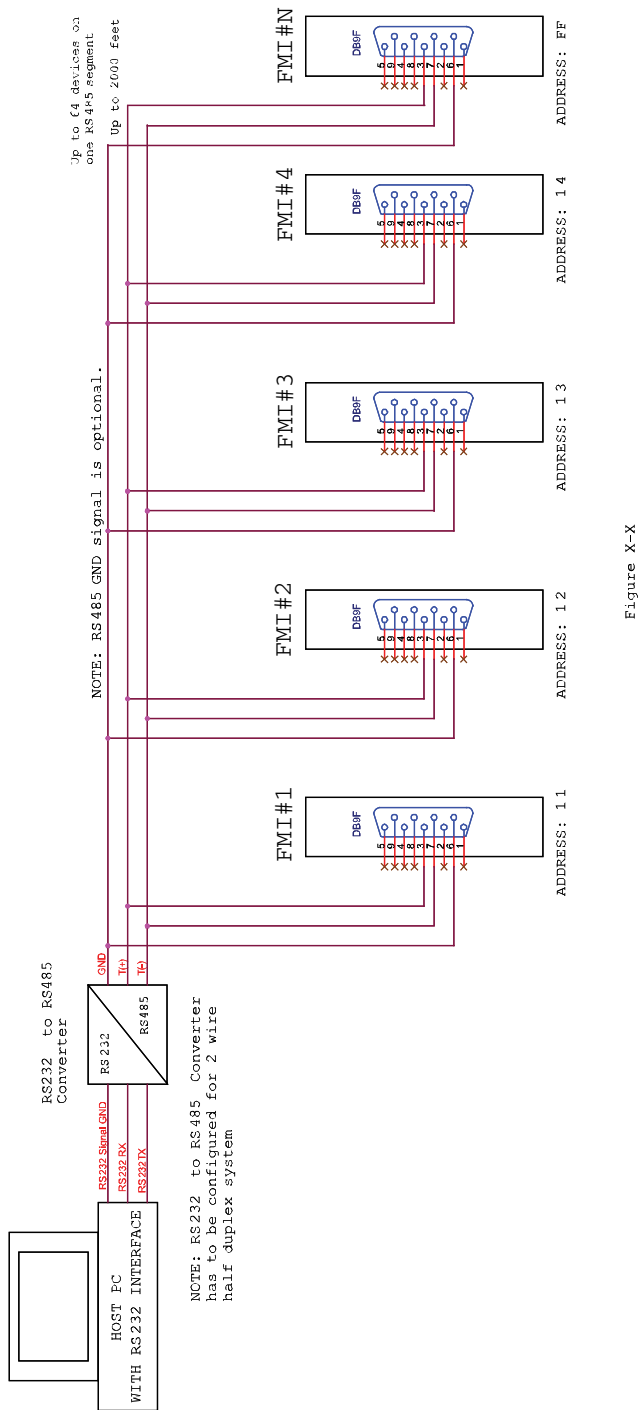 Up to 64 devices on
one RS485 segment
Up to 2000 feet
NOTE: RS485 GND signal is optional.
RS232 to RS485
Converter
HOST PC
WITH RS232 INTERFACE
RS232 Signal GND
RS232 RX
RS232 TX
RS232
RS485
GND
T(+)
T(-)
NOTE: RS232 to RS485 Converter
has to be configured for 2 wire
half duplex system
FMI#1
DB9F
5
9
4
8
3
7
2
6
1
ADDRESS: 11
FMI#2
DB9F
5
9
4
8
3
7
2
6
1
ADDRESS: 12
FMI#3
DB9F
5
9
4
8
3
7
2
6
1
ADDRESS: 13
FMI#4
DB9F
5
9
4
8
3
7
2
6
1
ADDRESS: 14
FMI#N
DB9F
5
9
4
8
3
7
2
6
1
ADDRESS: FF
Figure X-X